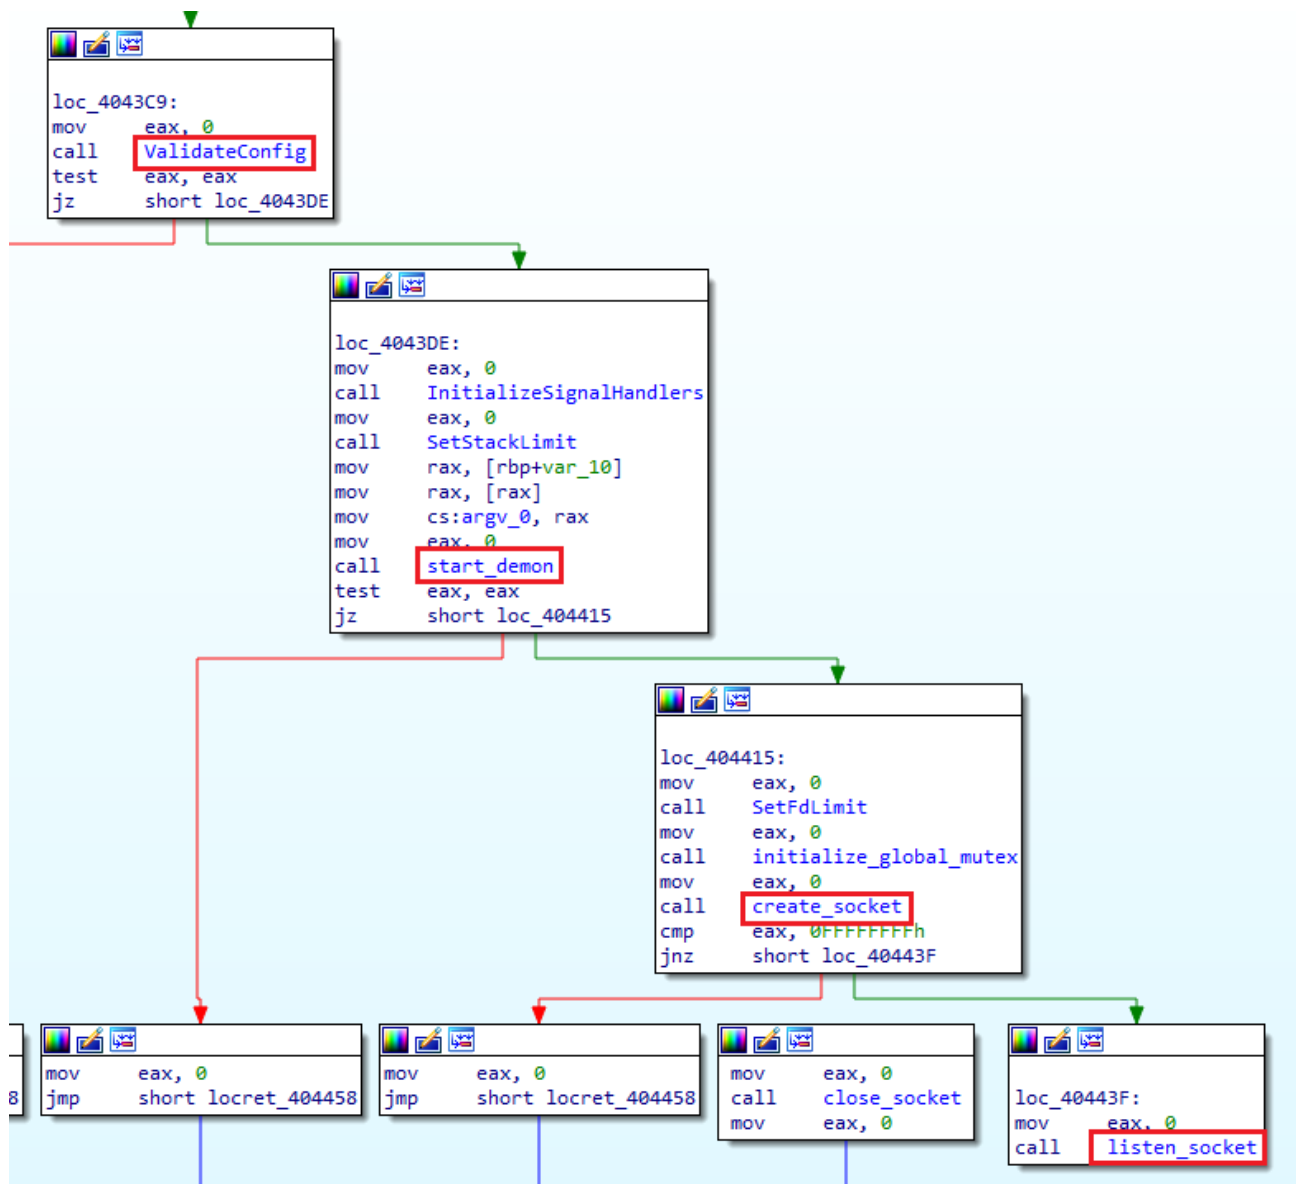 loc_4043C9:
mov eax, 0
call ValidateConfig
test eax, eax
jz short loc_4043DE
loc_4043DE:
mov eax, 0
call InitializeSignalHandlers
mov eax, 0
call SetStackLimit
mov rax, [rbp+var_10]
mov rax, [rax]
mov cs:argv_0, rax
mov eax, 0
call start_demon
test eax, eax
jz short loc_404415
loc_404415:
mov eax, 0
call SetFdLimit
mov eax, 0
call initialize_global_mutex
mov eax, 0
call create_socket
cmp eax, 0FFFFFFFFh
jnz short loc_40443F
8
mov eax, 0
jmp short locret_404458
mov eax, 0
jmp short locret_404458
mov eax, 0
call close_socket
mov eax, 0
loc_40443F:
mov eax, 0
call listen_socket